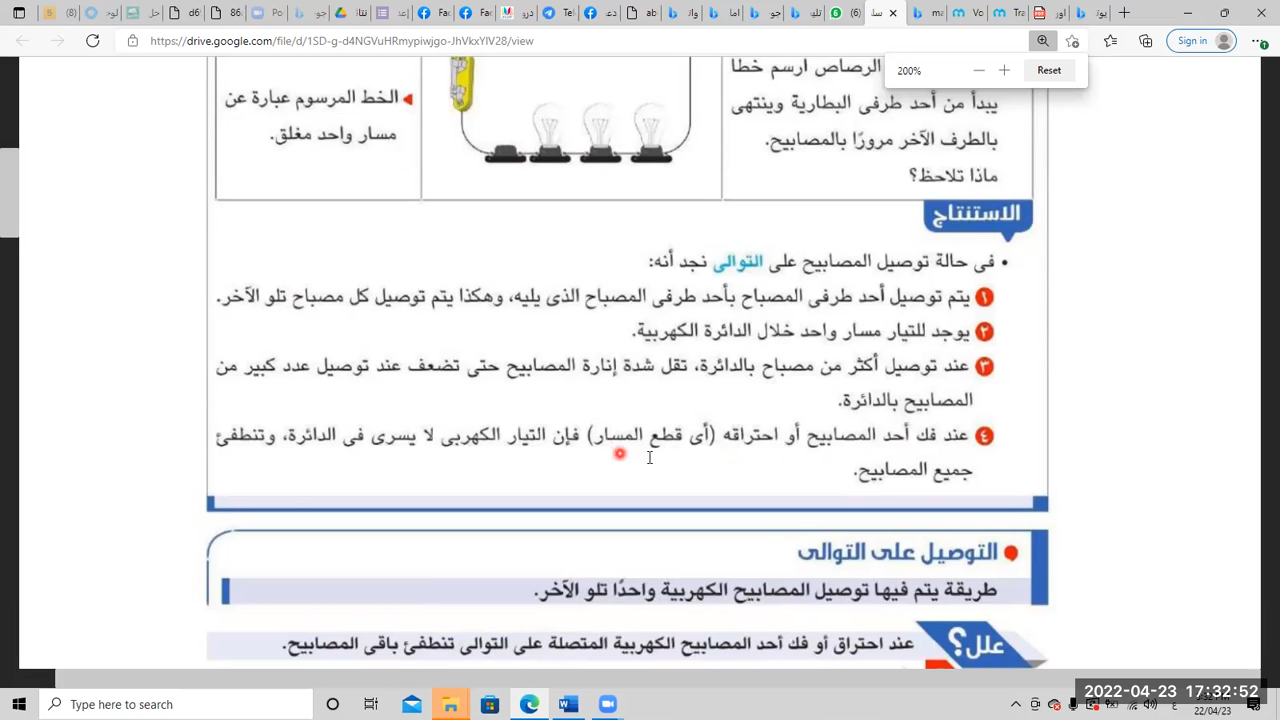 https://drive.google.com/file/d/1SD-g-d4NGVuHRmypiwjgo-JhVkxYlV28/view
Sign in
200%
Reset
الرصاص ارسم خطا
يبدأ من أحد طرفى البطارية وينتهى
بالطرف الآخر مرورًا بالمصابيح.
ماذا تلاحظ؟
الخط المرسوم عبارة عن
مسار واحد مغلق.
الاستنتاج
• فى حالة توصيل المصابيح على التوالى نجد أنه:
١ يتم توصيل أحد طرفى المصباح بأحد طرفى المصباح الذى يليه، وهكذا يتم توصيل كل مصباح تلو الآخر.
٢ يوجد للتيار مسار واحد خلال الدائرة الكهربية.
٣ عند توصيل أكثر من مصباح بالدائرة، تقل شدة إنارة المصابيح حتى تضعف عند توصيل عدد كبير من
المصابيح بالدائرة.
٤ عند فك أحد المصابيح أو احتراقه (أى قطع المسار) فإن التيار الكهربى لا يسرى فى الدائرة، وتنطفئ
جميع المصابيح.
التوصيل على التوالى
طريقة يتم فيها توصيل المصابيح الكهربية واحدًا تلو الآخر.
علل؟ عند احتراق أو فك أحد المصابيح الكهربية المتصلة على التوالى تنطفئ باقى المصابيح.
Type here to search
2022-04-23 17:32:52
22/04/23